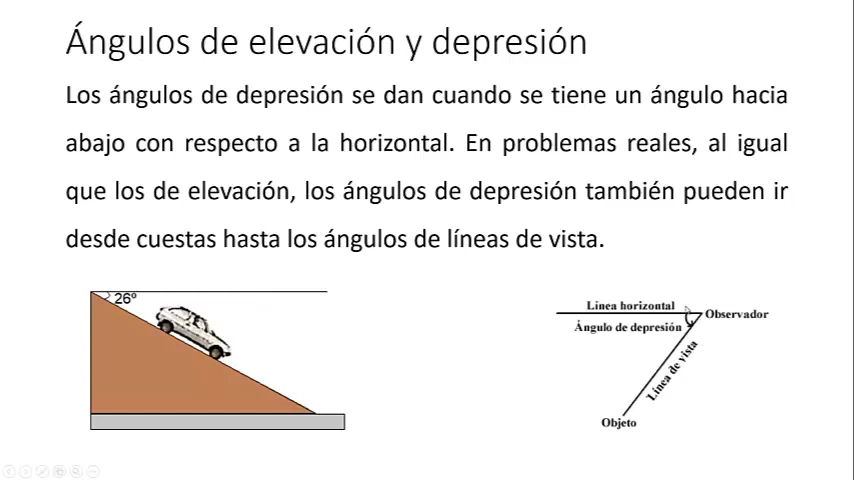 Ángulos de elevación y depresión
Los ángulos de depresión se dan cuando se tiene un ángulo hacia
abajo con respecto a la horizontal. En problemas reales, al igual
que los de elevación, los ángulos de depresión también pueden ir
desde cuestas hasta los ángulos de líneas de vista.
26º
Línea horizontal
Observador
Ángulo de depresión
Línea de vista
Objeto